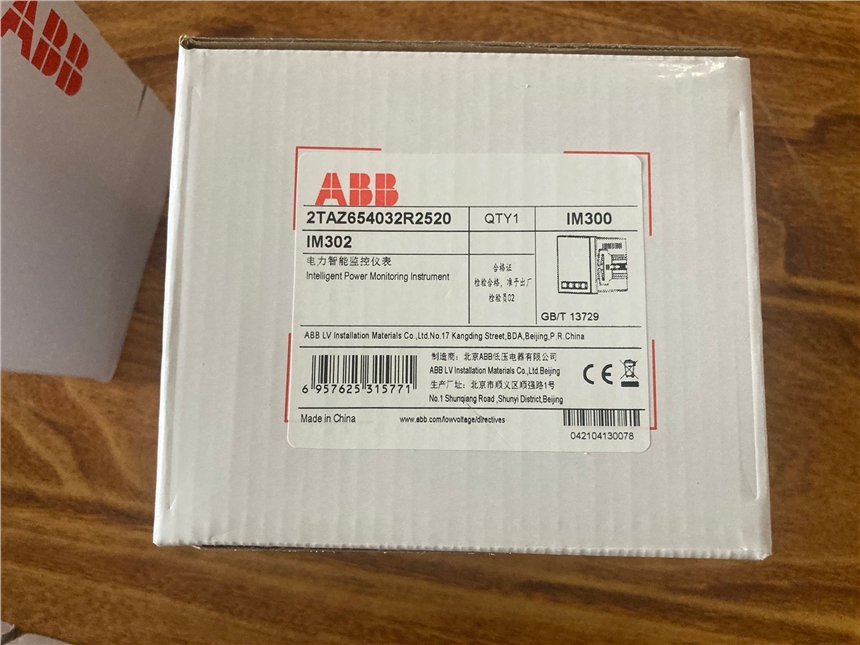 ABB
ABB
2TAZ654032R2520 QTY1 IM300
IM302
电力智能监控仪表
Intelligent Power Monitoring Instrument
合格证
检验合格，准予出厂
检验员02
GB/T 13729
ABB LV Installation Materials Co.,Ltd,No.17 Kangding Street,BDA,Beijing,P.R.China
制造商：北京ABB低压电器有限公司
ABB LV Installation Materials Co.,Ltd.Beijing
生产厂址：北京市顺义区顺强路1号
No.1 Shunqiang Road ,Shunyi District,Beijing
6 957625 315771
CE
Made in China www.abb.com/lowvoltage/directives
042104130078